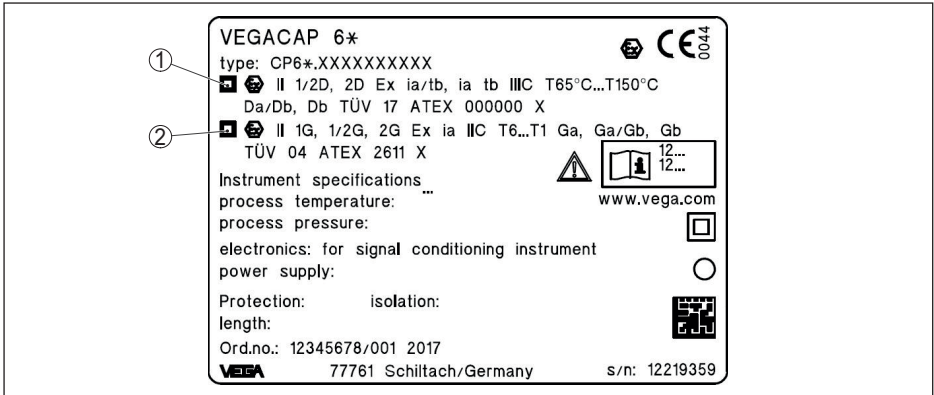 VEGACAP 6*
type: CP6*.XXXXXXXXXX
CE 0044
① Ex II 1/2D, 2D Ex ia/tb, ia tb IIIC T65°C...T150°C
Da/Db, Db TÜV 17 ATEX 000000 X
② Ex II 1G, 1/2G, 2G Ex ia IIC T6...T1 Ga, Ga/Gb, Gb
TÜV 04 ATEX 2611 X
12...
12...
Instrument specifications...
process temperature:
www.vega.com
process pressure:
electronics: for signal conditioning instrument
power supply:
Protection: isolation:
length:
Ord.no.: 12345678/001 2017
VEGA 77761 Schiltach/Germany s/n: 12219359